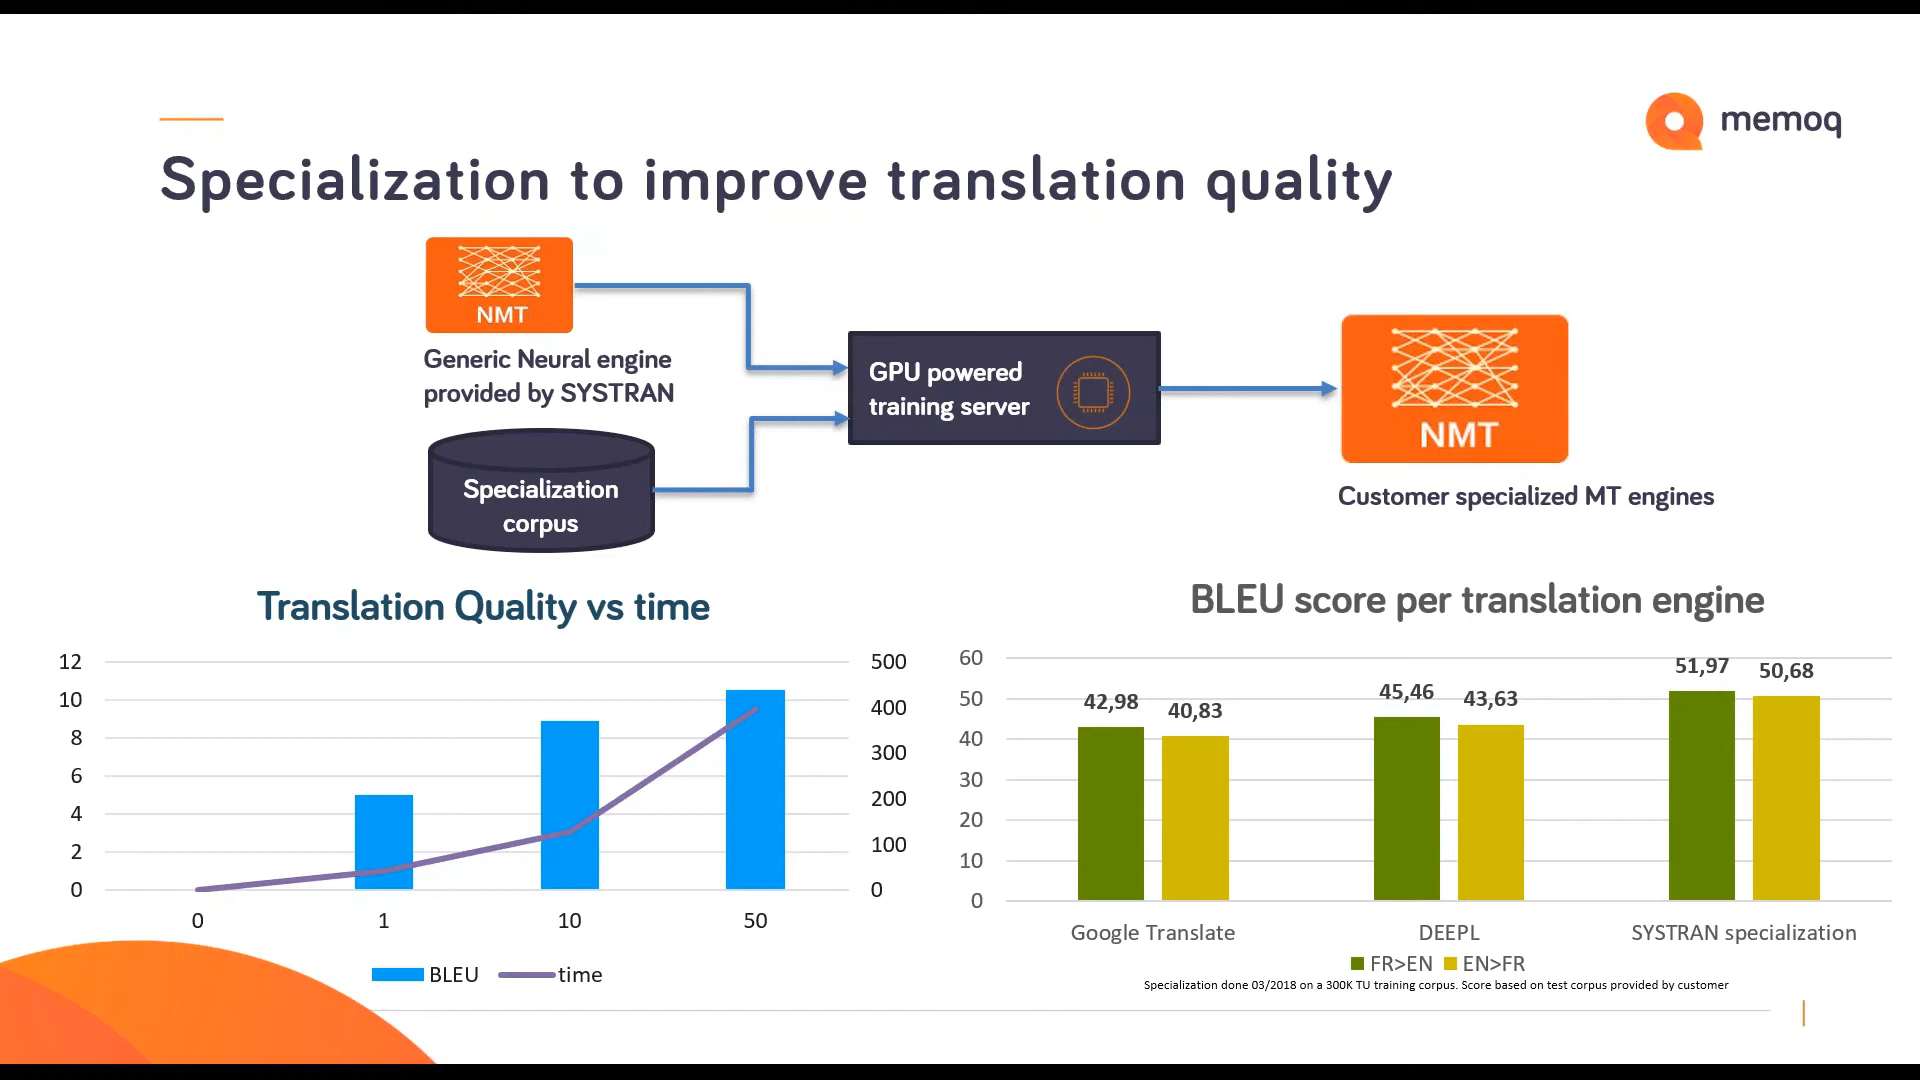 memoq
Specialization to improve translation quality
NMT
Generic Neural engine
provided by SYSTRAN
Specialization
corpus
GPU powered
training server
NMT
Customer specialized MT engines
Translation Quality vs time
12
10
8
6
4
2
0
500
400
300
200
100
0
0
1
10
50
BLEU
time
BLEU score per translation engine
60
50
40
30
20
10
0
42,98
40,83
45,46
43,63
51,97
50,68
Google Translate
DEEPL
SYSTRAN specialization
FR>EN
EN>FR
Specialization done 03/2018 on a 300K TU training corpus. Score based on test corpus provided by customer